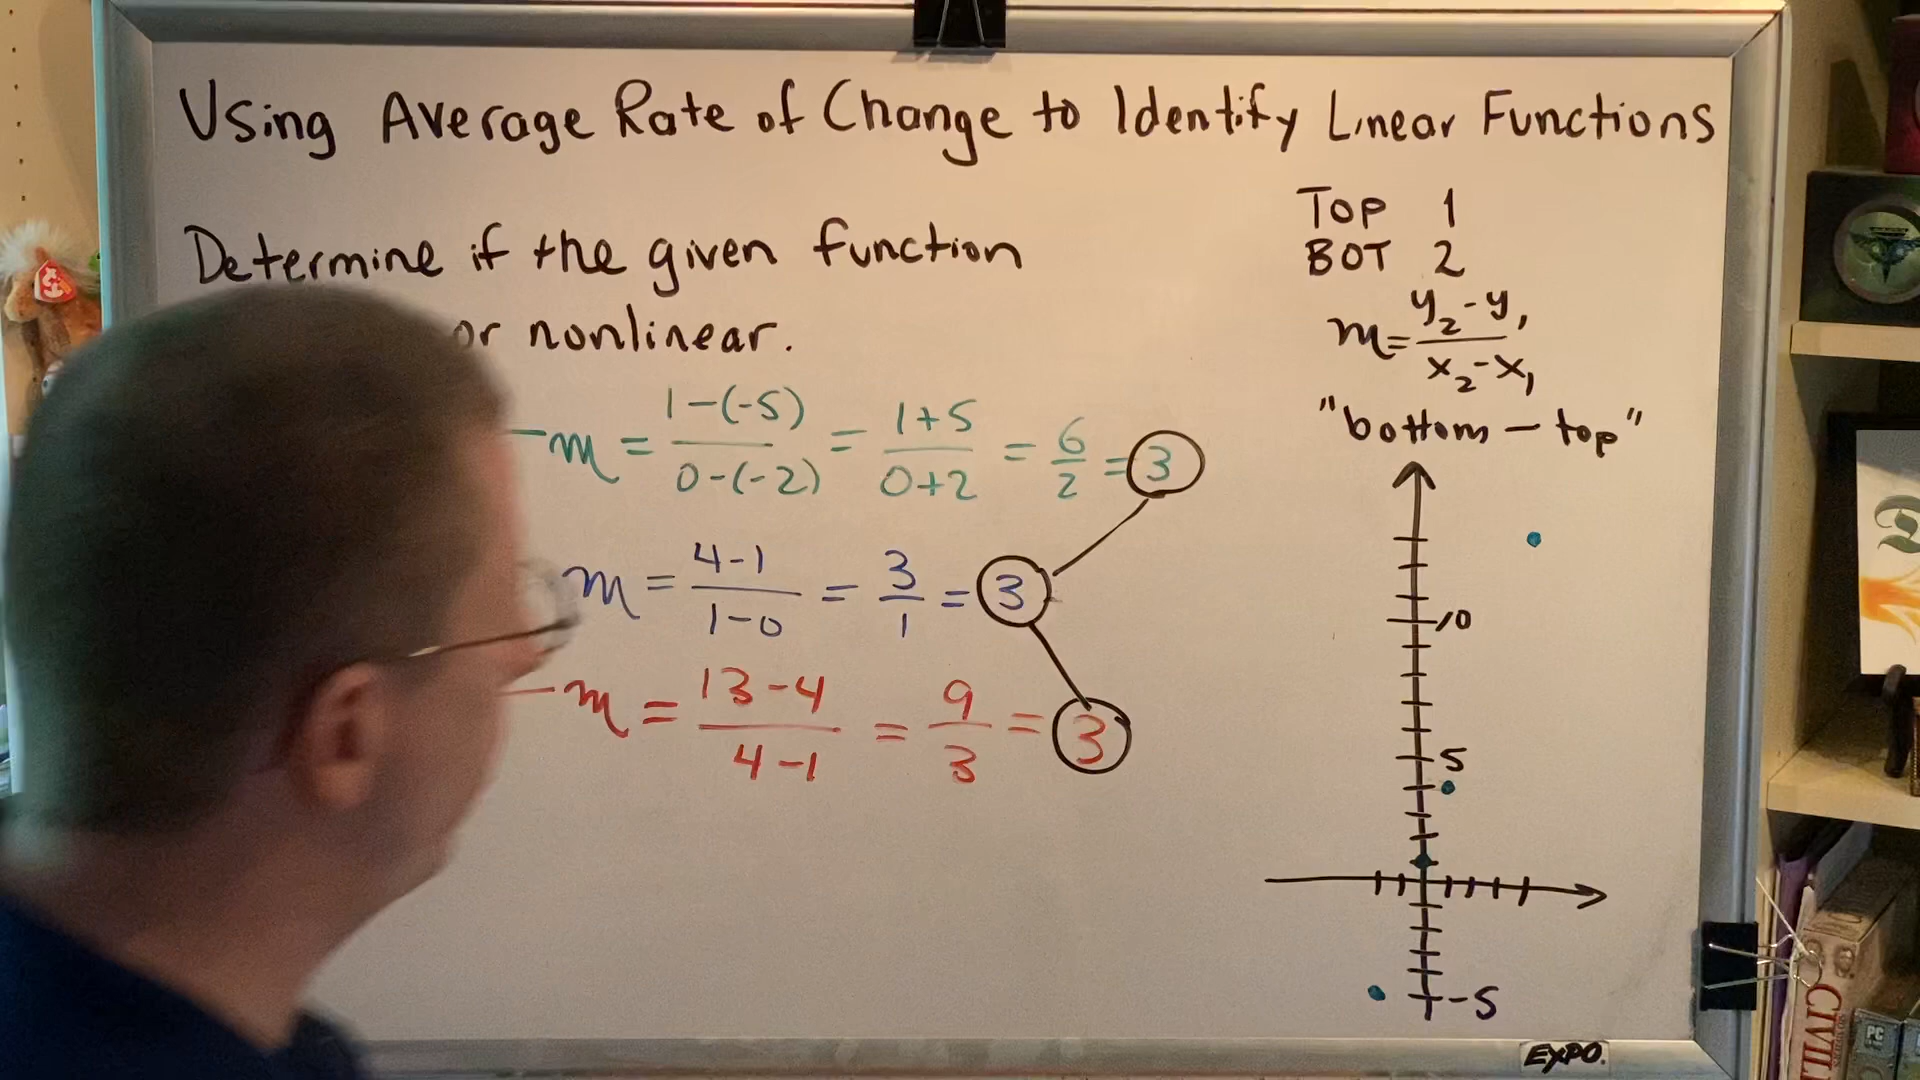 Using Average Rate of Change to Identify Linear Functions
Determine if the given function
or nonlinear.
m = 1-(-5) / 0-(-2) = 1+5 / 0+2 = 6/2 = 3
m = 4-1 / 1-0 = 3/1 = 3
m = 13-4 / 4-1 = 9/3 = 3
TOP 1
BOT 2
m = y₂-y₁ / x₂-x₁
"bottom - top"
10
5
-5
EXPO.
CIVIL
PC